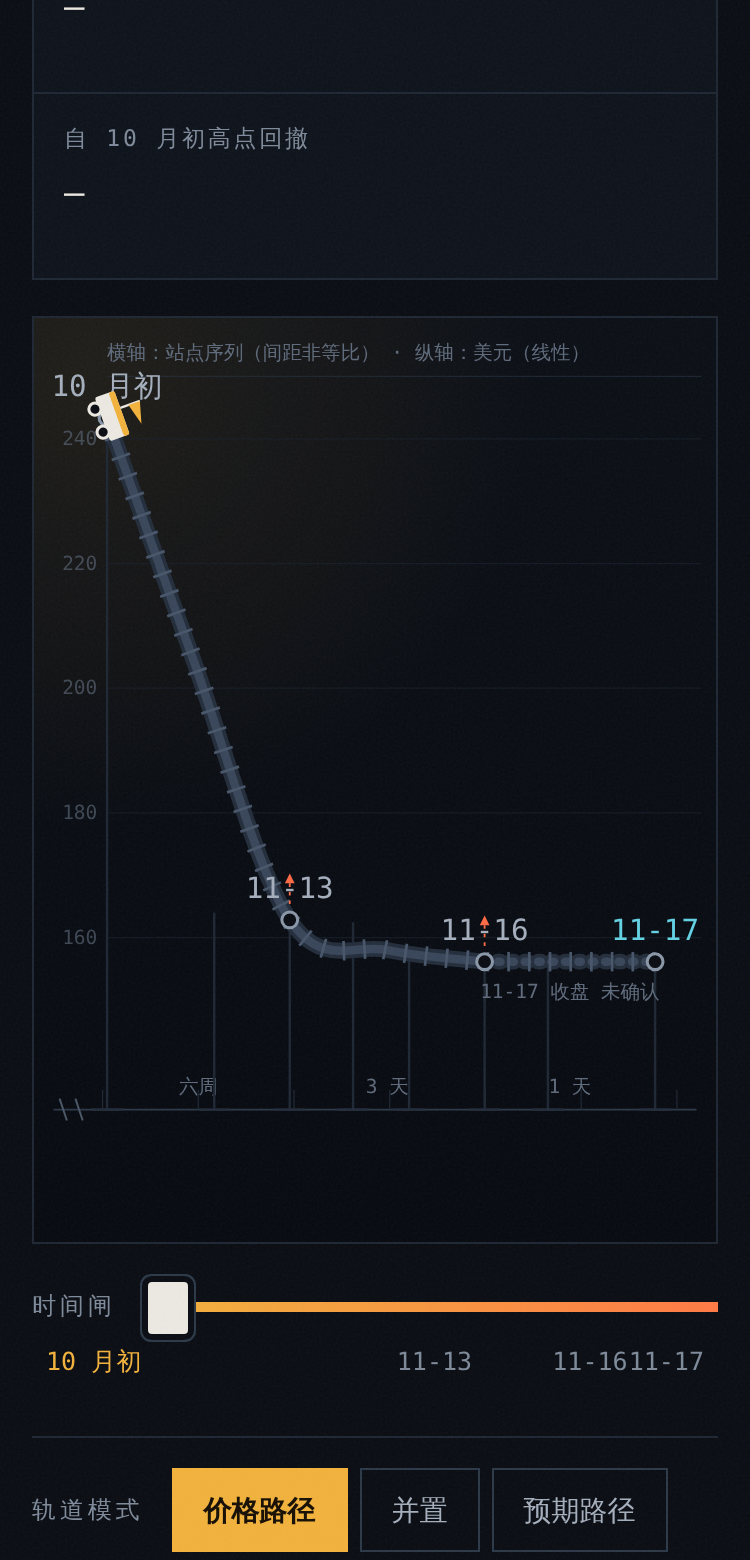 —
自 10 月初高点回撤
—
横轴：站点序列（间距非等比） · 纵轴：美元（线性）
10 月初
240
220
200
180
11-13
160
11-16
11-17
11-17 收盘 未确认
六周
3 天
1 天
时间闸
10 月初
11-13
11-16
11-17
轨道模式
价格路径
并置
预期路径